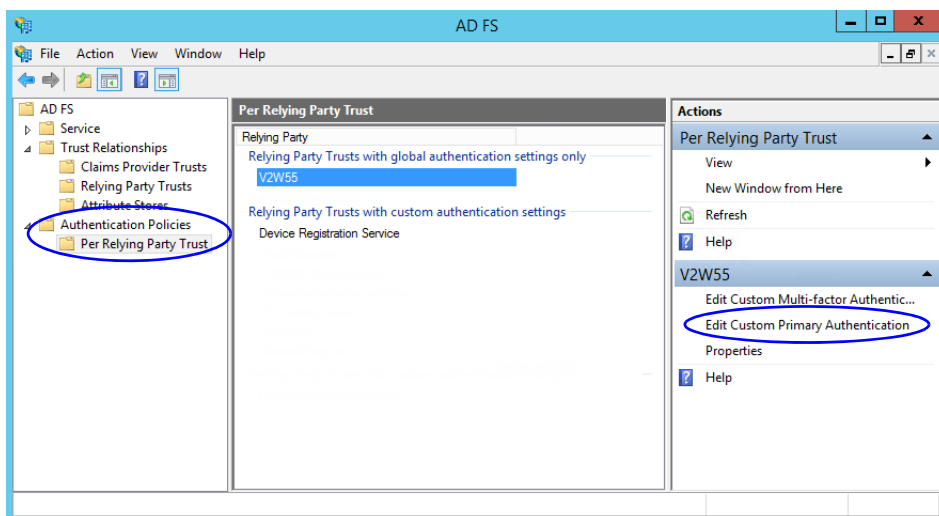 AD FS
File Action View Window Help
AD FS
Service
Trust Relationships
Claims Provider Trusts
Relying Party Trusts
Attribute Stores
Authentication Policies
Per Relying Party Trust
Per Relying Party Trust
Relying Party
Relying Party Trusts with global authentication settings only
V2W55
Relying Party Trusts with custom authentication settings
Device Registration Service
Actions
Per Relying Party Trust
View
New Window from Here
Refresh
Help
V2W55
Edit Custom Multi-factor Authentic...
Edit Custom Primary Authentication
Properties
Help